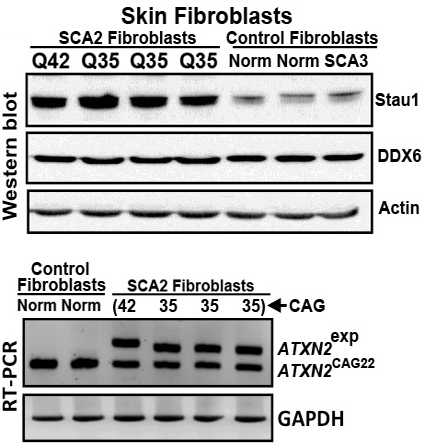 Skin Fibroblasts
SCA2 Fibroblasts Control Fibroblasts
Q42 Q35 Q35 Q35 Norm Norm SCA3
Western blot
Stau1
DDX6
Actin
Control
Fibroblasts SCA2 Fibroblasts
Norm Norm (42 35 35 35) ← CAG
RT-PCR
ATXN2exp
ATXN2CAG22
GAPDH